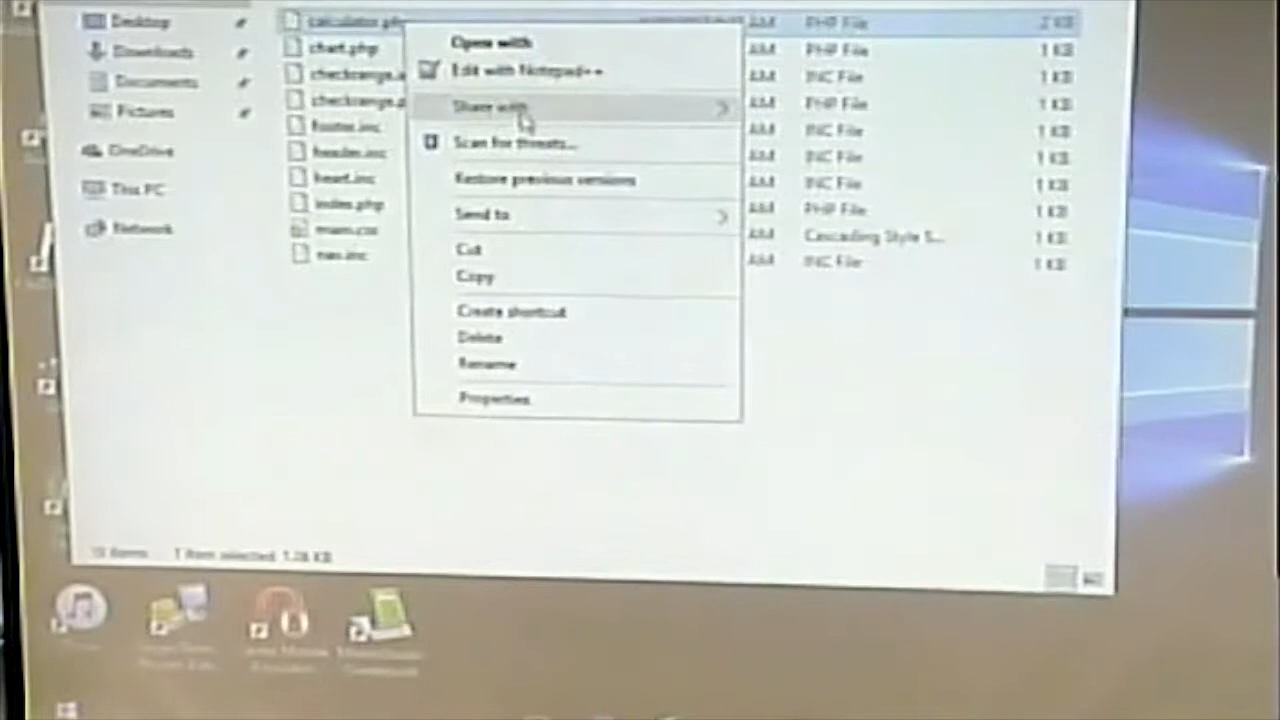 Desktop
Downloads
Documents
Pictures
OneDrive
This PC
Network
calculator.php
chart.php
checkrange.
checkrange.p
footer.inc
header.inc
heart.inc
index.php
main.css
nav.inc
Open with
Edit with Notepad++
Share with
Scan for threats...
Restore previous versions
Send to
Cut
Copy
Create shortcut
Delete
Rename
Properties
AM PHP File 2 KB
AM PHP File 1 KB
AM INC File 1 KB
AM PHP File 1 KB
AM INC File 1 KB
AM INC File 1 KB
AM INC File 1 KB
AM PHP File 1 KB
AM Cascading Style S... 1 KB
AM INC File 1 KB
10 items 1 item selected